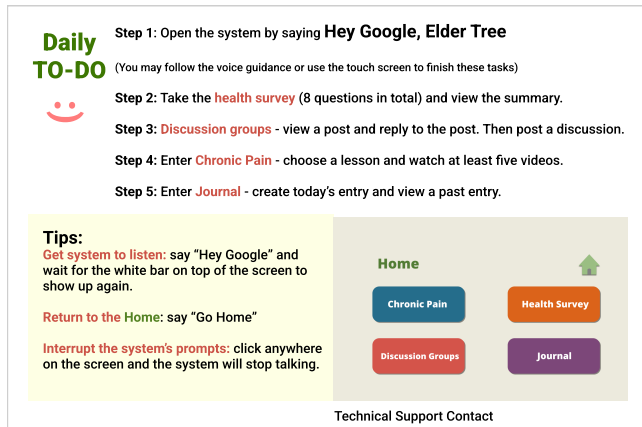 Daily
TO-DO
Step 1: Open the system by saying Hey Google, Elder Tree
(You may follow the voice guidance or use the touch screen to finish these tasks)
Step 2: Take the health survey (8 questions in total) and view the summary.
Step 3: Discussion groups - view a post and reply to the post. Then post a discussion.
Step 4: Enter Chronic Pain - choose a lesson and watch at least five videos.
Step 5: Enter Journal - create today's entry and view a past entry.
Tips:
Get system to listen: say “Hey Google” and
wait for the white bar on top of the screen to
show up again.
Return to the Home: say “Go Home”
Interrupt the system’s prompts: click anywhere
on the screen and the system will stop talking.
Home
Chronic Pain
Health Survey
Discussion Groups
Journal
Technical Support Contact